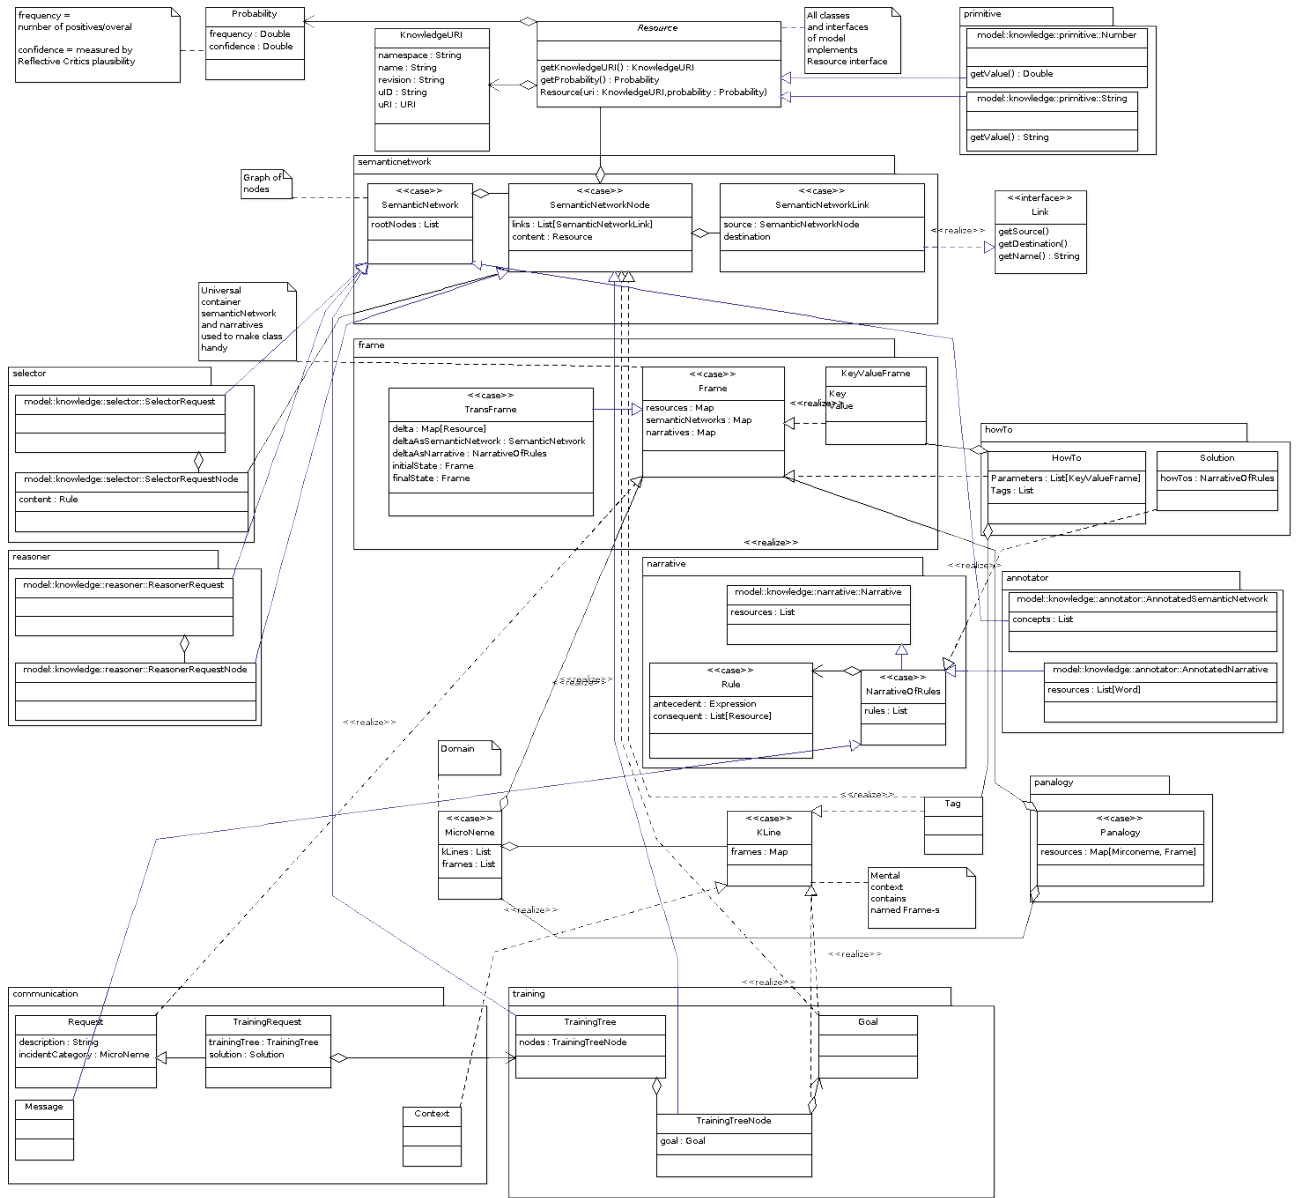 frequency =
number of positives/overal
confidence = measured by
Reflective Critics plausibility
Probability
frequency : Double
confidence : Double
KnowledgeURI
namespace : String
name : String
revision : String
uID : String
uRI : URI
Resource
getKnowledgeURI() : KnowledgeURI
getProbability() : Probability
Resource(uri : KnowledgeURI,probability : Probability)
All classes
and interfaces
of model
implements
Resource interface
primitive
model::knowledge::primitive::Number
getValue() : Double
model::knowledge::primitive::String
getValue() : String
semanticnetwork
Graph of
nodes
<<case>>
SemanticNetwork
rootNodes : List
<<case>>
SemanticNetworkNode
links : List[SemanticNetworkLink]
content : Resource
<<case>>
SemanticNetworkLink
source : SemanticNetworkNode
destination
<<realize>>
<<interface>>
Link
getSource()
getDestination()
getName() : String
Universal
container
semanticNetwork
and narratives
used to make class
handy
frame
<<case>>
TransFrame
delta : Map[Resource]
deltaAsSemanticNetwork : SemanticNetwork
deltaAsNarrative : NarrativeOfRules
initialState : Frame
finalState : Frame
<<case>>
Frame
resources : Map
semanticNetworks : Map
narratives : Map
<<realize>>
KeyValueFrame
Key
Value
<<realize>>
selector
model::knowledge::selector::SelectorRequest
model::knowledge::selector::SelectorRequestNode
content : Rule
howTo
HowTo
Parameters : List[KeyValueFrame]
Tags : List
Solution
howTos : NarrativeOfRules
<<realize>>
reasoner
model::knowledge::reasoner::ReasonerRequest
model::knowledge::reasoner::ReasonerRequestNode
narrative
model::knowledge::narrative::Narrative
resources : List
<<case>>
Rule
antecedent : Expression
consequent : List[Resource]
<<case>>
NarrativeOfRules
rules : List
annotator
model::knowledge::annotator::AnnotatedSemanticNetwork
concepts : List
model::knowledge::annotator::AnnotatedNarrative
resources : List[Word]
<<realize>>
<<realize>>
<<realize>>
Domain
<<case>>
MicroNeme
kLines : List
frames : List
<<realize>>
<<case>>
KLine
frames : Map
<<realize>>
Tag
Mental
context
contains
named Frame-s
panalogy
<<case>>
Panalogy
resources : Map[Mirconeme, Frame]
<<realize>>
<<realize>>
communication
Request
description : String
incidentCategory : MicroNeme
TrainingRequest
trainingTree : TrainingTree
solution : Solution
Message
Context
training
TrainingTree
nodes : TrainingTreeNode
Goal
TrainingTreeNode
goal : Goal